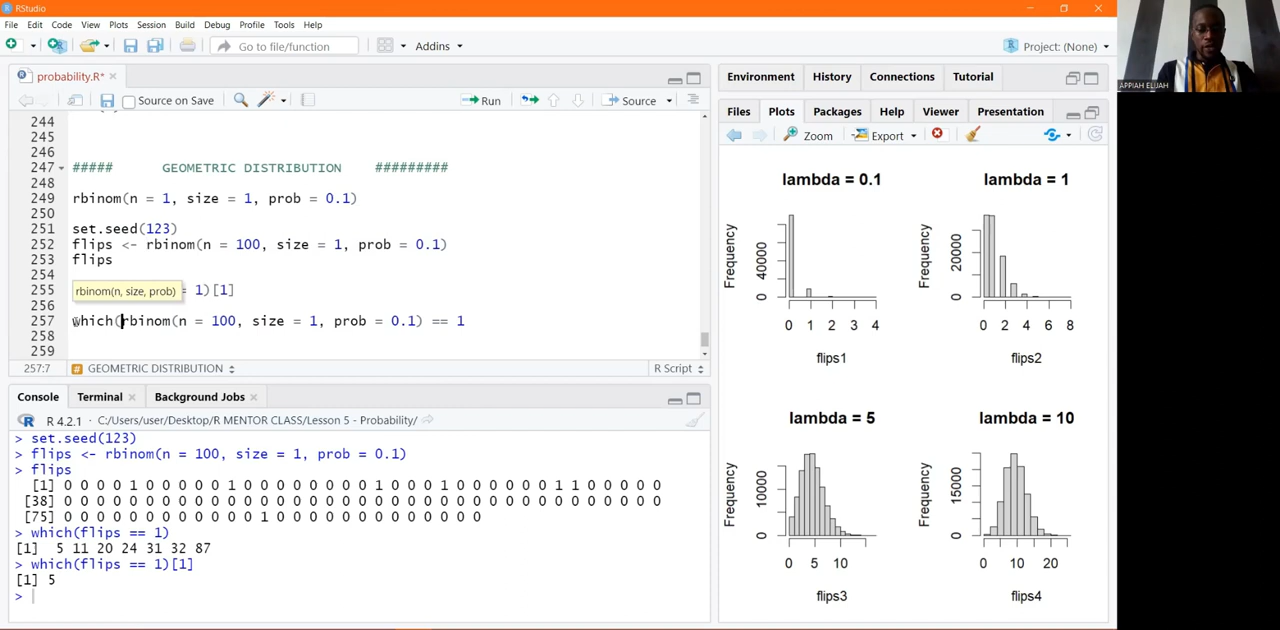 RStudio
File Edit Code View Plots Session Build Debug Profile Tools Help
Go to file/function
Addins
Project: (None)
probability.R*
Source on Save
Run
Source
244
245
246
247 ##### GEOMETRIC DISTRIBUTION #########
248
249 rbinom(n = 1, size = 1, prob = 0.1)
250
251 set.seed(123)
252 flips <- rbinom(n = 100, size = 1, prob = 0.1)
253 flips
254
rbinom(n, size, prob)
255 = 1)[1]
256
257 which(rbinom(n = 100, size = 1, prob = 0.1) == 1
258
259
257:7 # GEOMETRIC DISTRIBUTION R Script
Console Terminal Background Jobs
R 4.2.1 · C:/Users/user/Desktop/R MENTOR CLASS/Lesson 5 - Probability/
> set.seed(123)
> flips <- rbinom(n = 100, size = 1, prob = 0.1)
> flips
[1] 0 0 0 0 1 0 0 0 0 0 1 0 0 0 0 0 0 0 0 1 0 0 0 1 0 0 0 0 0 0 1 1 0 0 0 0 0
[38] 0 0 0 0 0 0 0 0 0 0 0 0 0 0 0 0 0 0 0 0 0 0 0 0 0 0 0 0 0 0 0 0 0 0 0 0 0
[75] 0 0 0 0 0 0 0 0 0 0 0 0 1 0 0 0 0 0 0 0 0 0 0 0 0 0
> which(flips == 1)
[1] 5 11 20 24 31 32 87
> which(flips == 1)[1]
[1] 5
>
Environment History Connections Tutorial
Files Plots Packages Help Viewer Presentation
Zoom Export
lambda = 0.1
Frequency
0 40000
0 1 2 3 4
flips1
lambda = 1
Frequency
0 20000
0 2 4 6 8
flips2
lambda = 5
Frequency
0 10000
0 5 10
flips3
lambda = 10
Frequency
0 15000
0 10 20
flips4
APPIAH ELIJAH